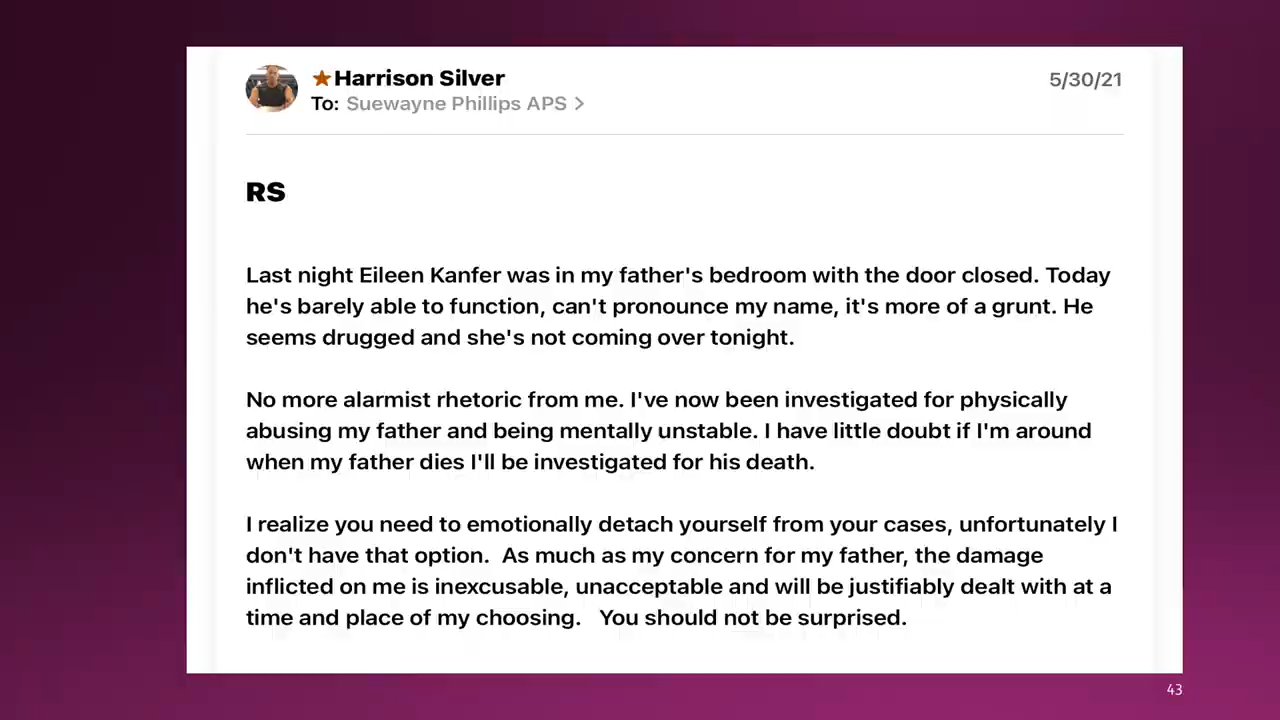 ★Harrison Silver
5/30/21
To: Suewayne Phillips APS >
RS
Last night Eileen Kanfer was in my father's bedroom with the door closed. Today
he's barely able to function, can't pronounce my name, it's more of a grunt. He
seems drugged and she's not coming over tonight.
No more alarmist rhetoric from me. I've now been investigated for physically
abusing my father and being mentally unstable. I have little doubt if I'm around
when my father dies I'll be investigated for his death.
I realize you need to emotionally detach yourself from your cases, unfortunately I
don't have that option.  As much as my concern for my father, the damage
inflicted on me is inexcusable, unacceptable and will be justifiably dealt with at a
time and place of my choosing.   You should not be surprised.
43